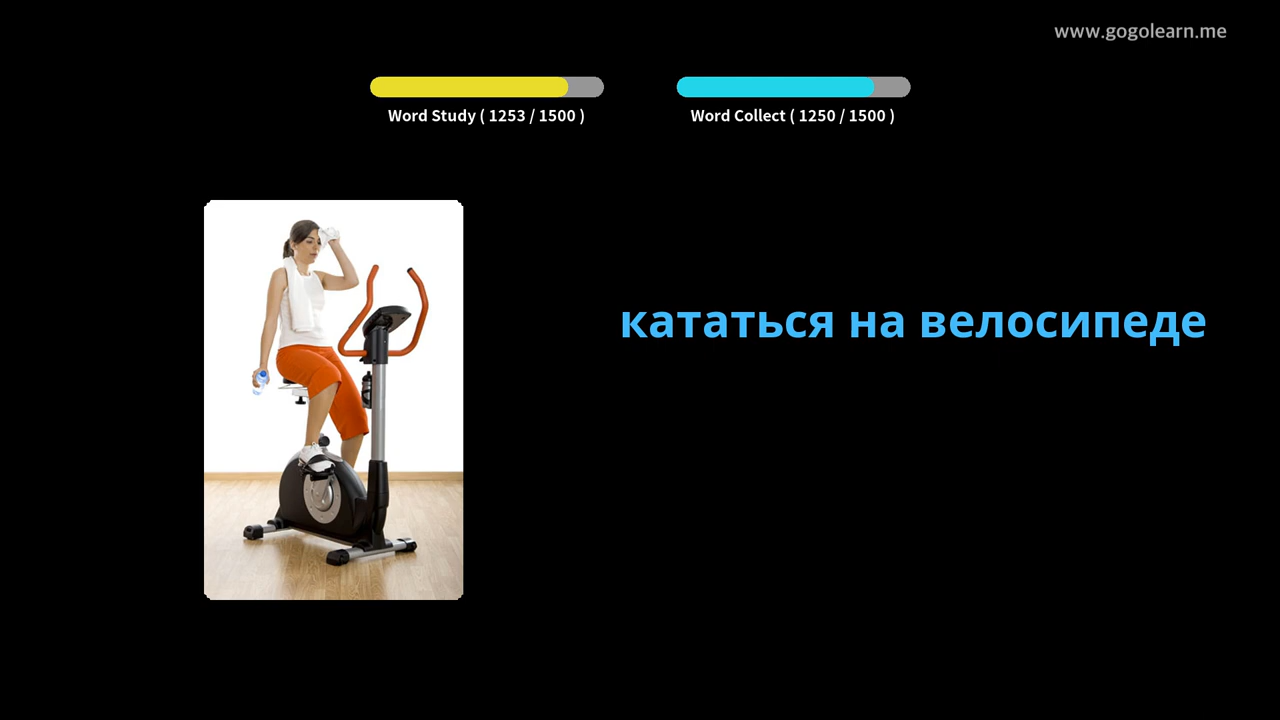 www.gogolearn.me
Word Study ( 1253 / 1500 )
Word Collect ( 1250 / 1500 )
кататься на велосипеде